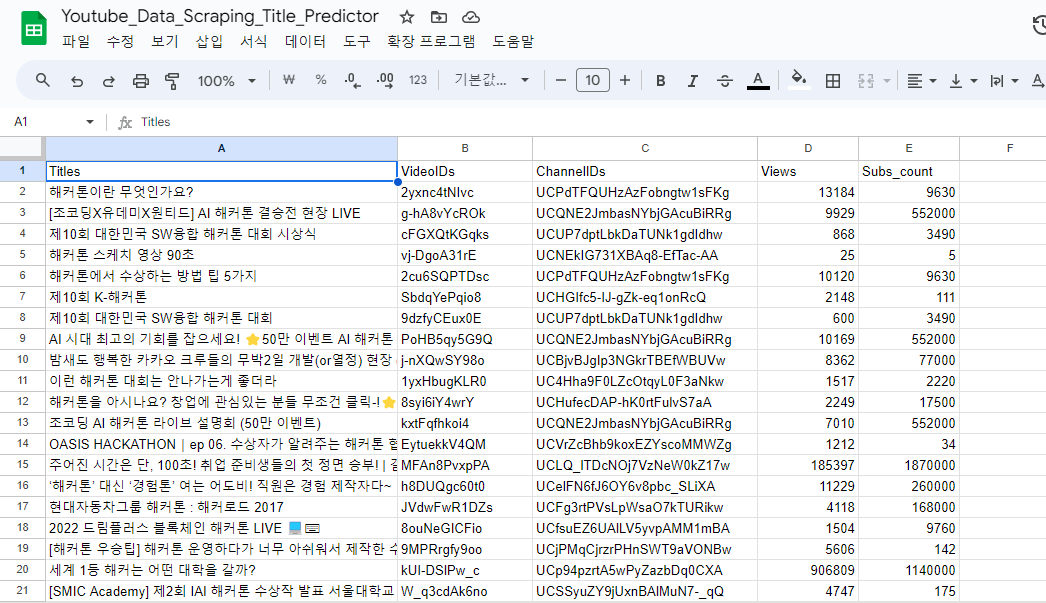 Youtube_Data_Scraping_Title_Predictor
파일 수정 보기 삽입 서식 데이터 도구 확장 프로그램 도움말
100% ₩ % .0 .00 123 기본값... 10 B I A
A1 fx Titles
A B C D E F
1 Titles VideoIDs ChannelIDs Views Subs_count
2 해커톤이란 무엇인가요? 2yxnc4tNIvc UCPdTFQUHzAzFobngtw1sFKg 13184 9630
3 [조코딩X유데미X원티드] AI 해커톤 결승전 현장 LIVE g-hA8vYcROk UCQNE2JmbasNYbjGAcuBiRRg 9929 552000
4 제10회 대한민국 SW융합 해커톤 대회 시상식 cFGXQtKGqks UCUP7dptLbkDaTUNk1gdIdhw 868 3490
5 해커톤 스케치 영상 90초 vj-DgoA31rE UCNEkIG731XBAq8-EfTac-AA 25 5
6 해커톤에서 수상하는 방법 팁 5가지 2cu6SQPTDsc UCPdTFQUHzAzFobngtw1sFKg 10120 9630
7 제10회 K-해커톤 SbdqYePqio8 UCHGIfc5-IJ-gZk-eq1onRcQ 2148 111
8 제10회 대한민국 SW융합 해커톤 대회 9dzfyCEux0E UCUP7dptLbkDaTUNk1gdIdhw 600 3490
9 AI 시대 최고의 기회를 잡으세요! ⭐50만 이벤트 AI 해커톤 PoHB5qy5G9Q UCQNE2JmbasNYbjGAcuBiRRg 10169 552000
10 밤새도 행복한 카카오 크루들의 무박2일 개발(or열정) 현장 j-nXQwSY98o UCBjvBJgIp3NGkrTBEfWBUVw 8362 77000
11 이런 해커톤 대회는 안나가는게 좋더라 1yxHbugKLR0 UC4Hha9F0LZcOtqyL0F3aNkw 1517 2220
12 해커톤을 아시나요? 창업에 관심있는 분들 무조건 클릭-!⭐ 8syi6iY4wrY UCHufecDAP-hK0rtFulvS7aA 2249 17500
13 조코딩 AI 해커톤 라이브 설명회 (50만 이벤트) kxtFqfhkoi4 UCQNE2JmbasNYbjGAcuBiRRg 7010 552000
14 OASIS HACKATHON | ep 06. 수상자가 알려주는 해커톤 EytuekkV4QM UCVrZcBhb9koxEZYscoMMWZg 1212 34
15 주어진 시간은 단, 100초! 취업 준비생들의 첫 정면 승부! | MFAn8PvxpPA UCLQ_ITDcNOj7VzNeW0kZ17w 185397 1870000
16 ‘해커톤’ 대신 ‘경험톤’ 여는 어도비! 직원은 경험 제작자다~ h8DUQgc60t0 UCelFN6fJ6OY6v8pbc_SLiXA 11229 260000
17 현대자동차그룹 해커톤 : 해커로드 2017 JVdwFwR1DZs UCFg3rtPVsLpWsaO7kTURikw 4118 168000
18 2022 드림플러스 블록체인 해커톤 LIVE 8ouNeGICFio UCfsuEZ6UAILV5yvpAMM1mBA 1504 9760
19 [해커톤 우승팁] 해커톤 운영하다가 너무 아쉬워서 제작한 9MPRrgfy9oo UCjPMqCjrzrPHnSWT9aVONBw 5606 142
20 세계 1등 해커는 어떤 대학을 갈까? kUI-DSIPw_c UCp94pzrtA5wPyZazbDq0CXA 906809 1140000
21 [SMIC Academy] 제2회 IAI 해커톤 수상작 발표 서울대학교 W_q3cdAk6no UCSSyuZY9jUxnBAIMuN7-_qQ 4747 175